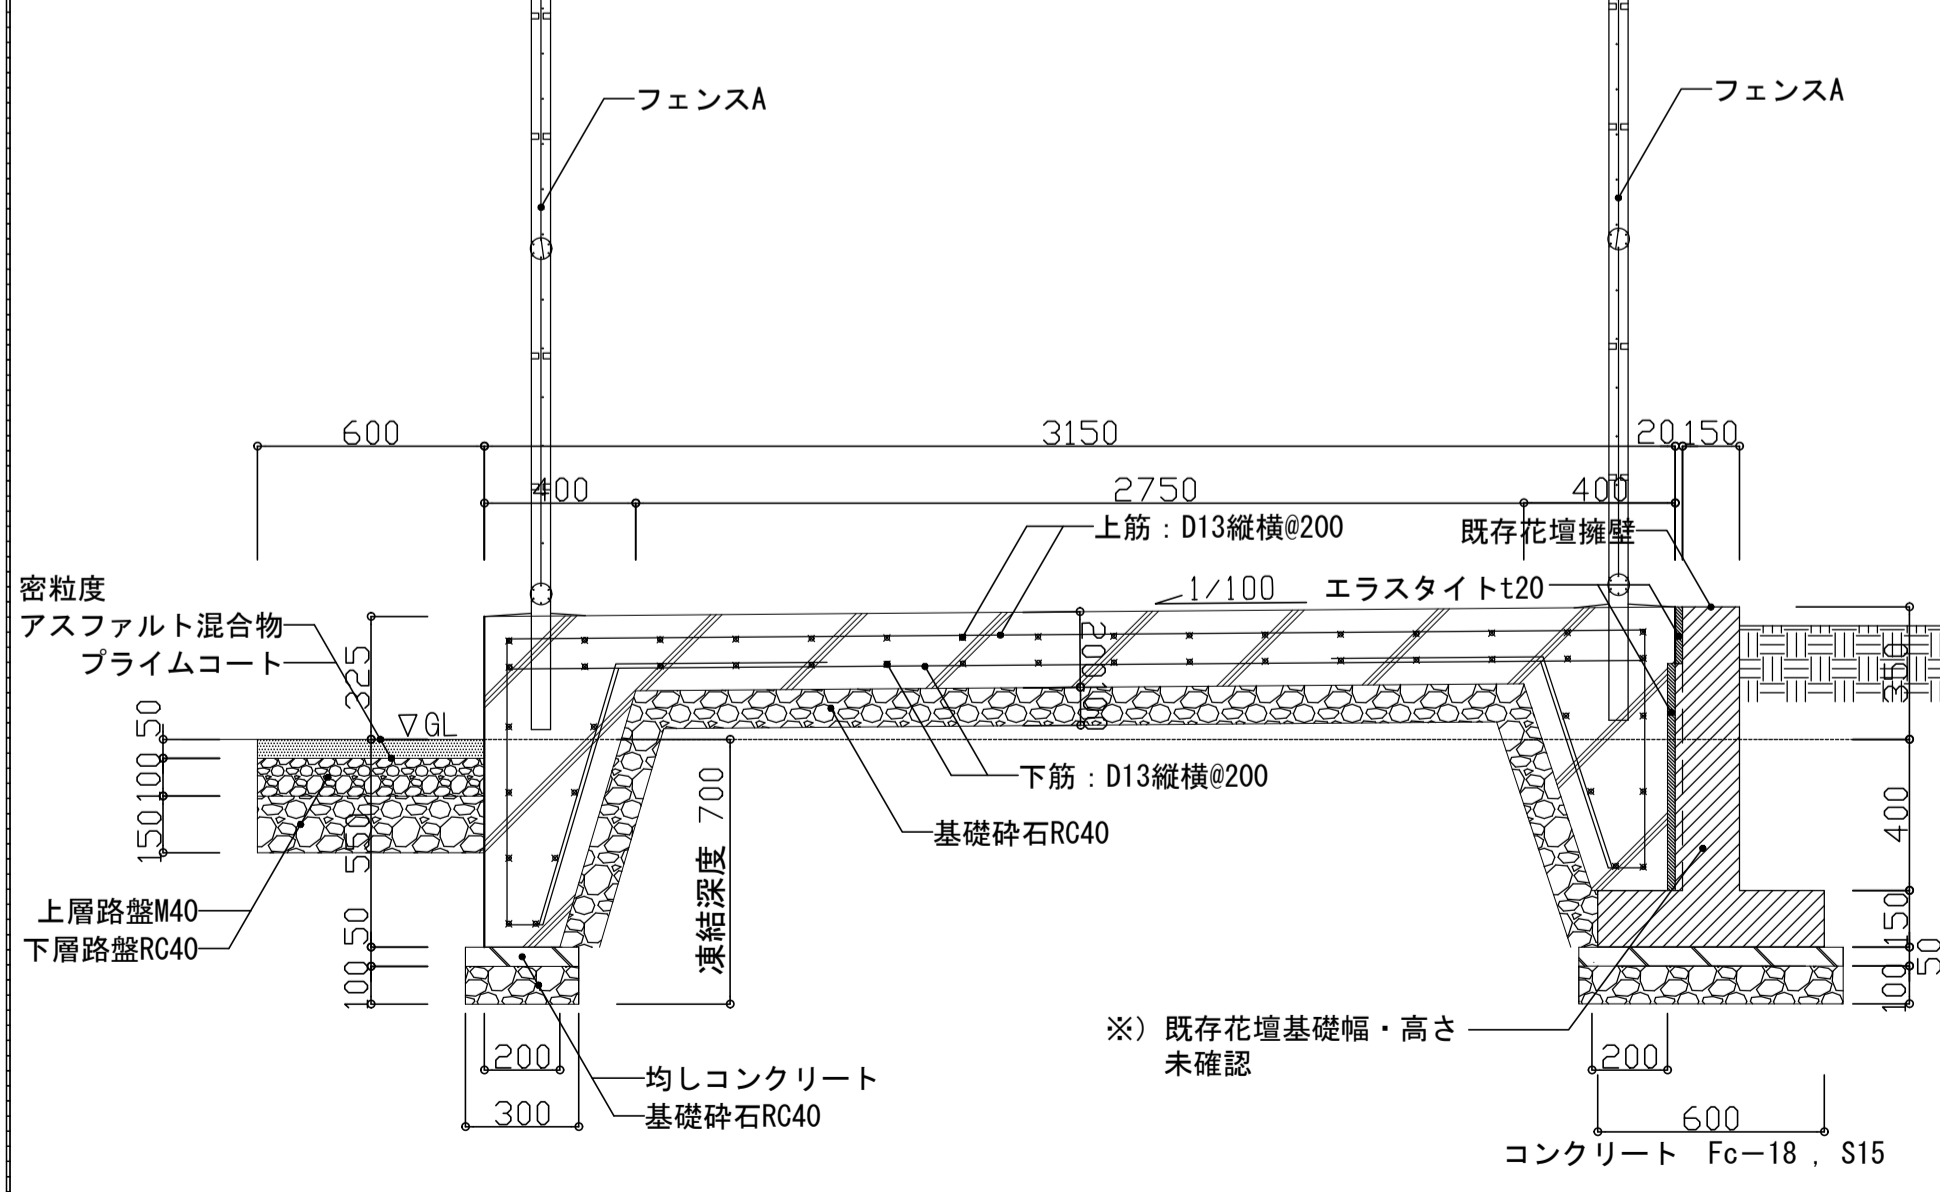 フェンスA
フェンスA
600
3150
20
150
400
2750
400
上筋：D13縦横@200
既存花壇擁壁
1/100
エラスタイトt20
密粒度
アスファルト混合物
プライムコート
325
▽GL
200
100
350
50
100
150
550
50
100
下筋：D13縦横@200
基礎砕石RC40
凍結深度 700
400
150
50
100
上層路盤M40
下層路盤RC40
※）既存花壇基礎幅・高さ
未確認
200
300
均しコンクリート
基礎砕石RC40
200
600
コンクリート　Fc－18 , S15